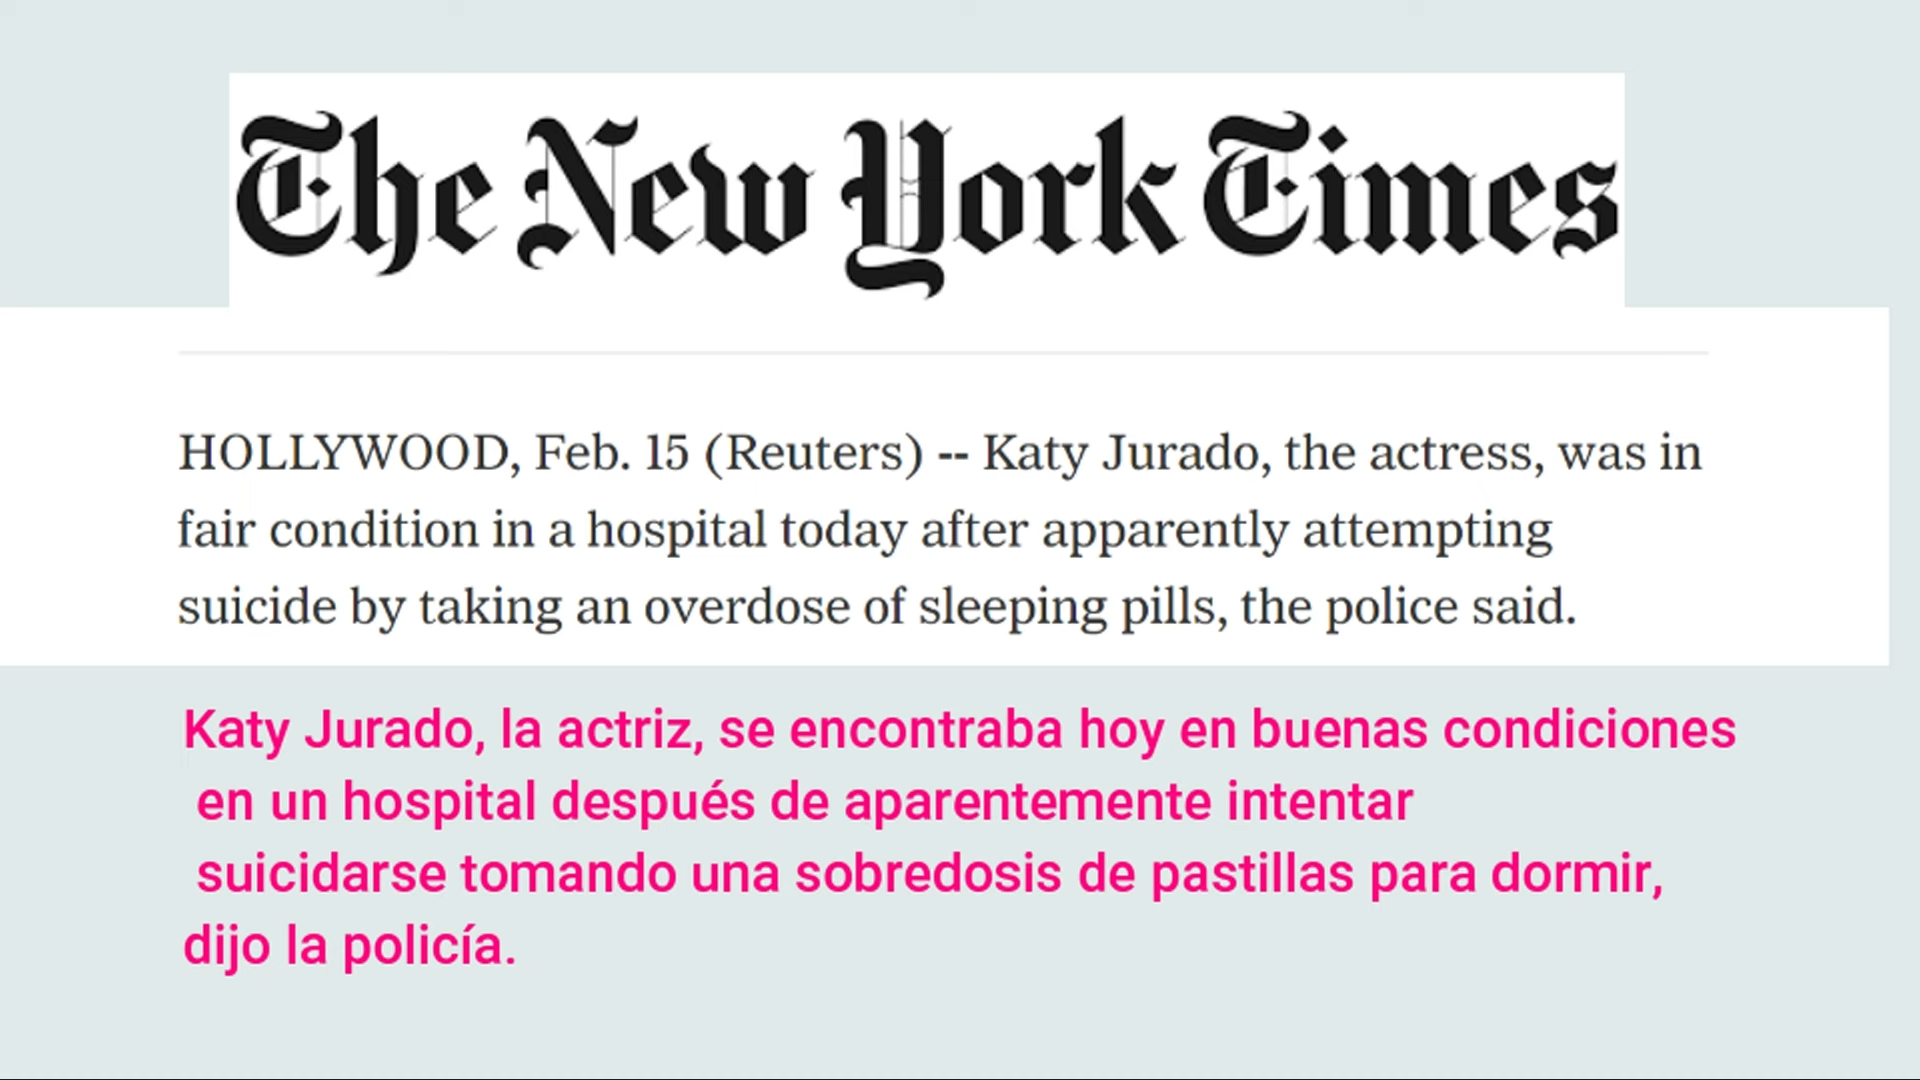 The New York Times
HOLLYWOOD, Feb. 15 (Reuters) -- Katy Jurado, the actress, was in
fair condition in a hospital today after apparently attempting
suicide by taking an overdose of sleeping pills, the police said.
Katy Jurado, la actriz, se encontraba hoy en buenas condiciones
en un hospital después de aparentemente intentar
suicidarse tomando una sobredosis de pastillas para dormir,
dijo la policía.